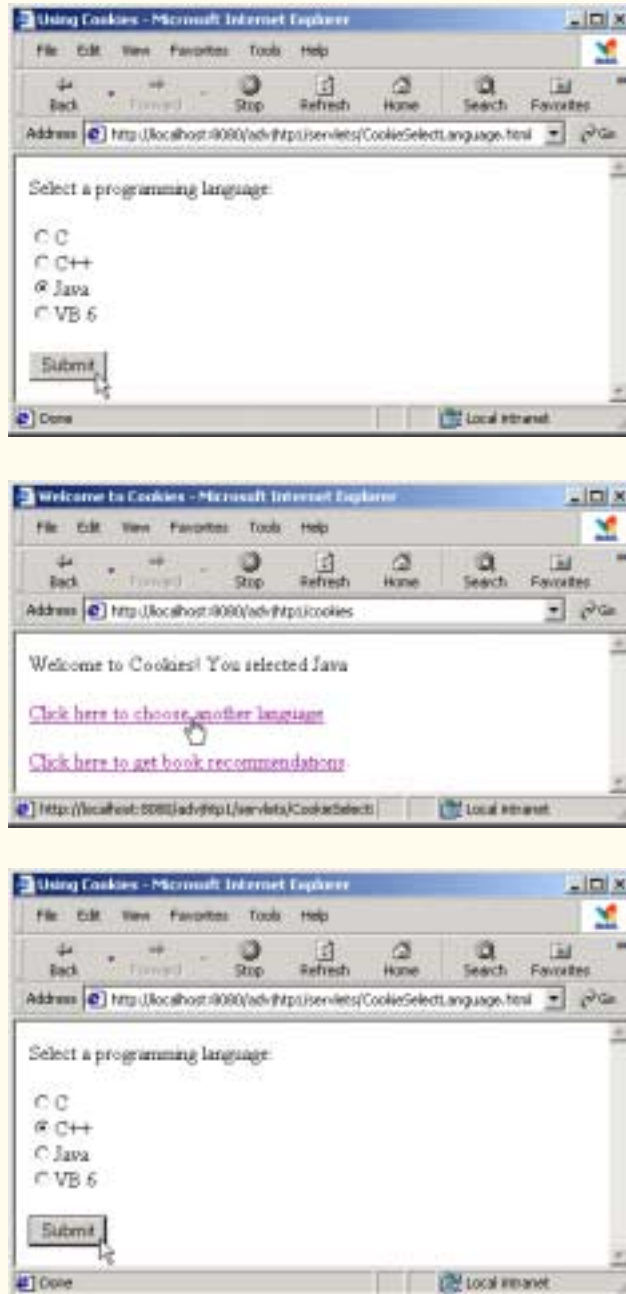 Using Cookies - Microsoft Internet Explorer
File Edit View Favorites Tools Help
Back Forward Stop Refresh Home Search Favorites
Address http://localhost:8080/advjhtp1/servlets/CookieSelectLanguage.html Go
Select a programming language:
C
C++
Java
VB 6
Submit
Done Local intranet
Welcome to Cookies - Microsoft Internet Explorer
File Edit View Favorites Tools Help
Back Forward Stop Refresh Home Search Favorites
Address http://localhost:8080/advjhtp1/cookies Go
Welcome to Cookies! You selected Java
Click here to choose another language
Click here to get book recommendations
http://localhost:8080/advjhtp1/servlets/CookieSelectL Local intranet
Using Cookies - Microsoft Internet Explorer
File Edit View Favorites Tools Help
Back Forward Stop Refresh Home Search Favorites
Address http://localhost:8080/advjhtp1/servlets/CookieSelectLanguage.html Go
Select a programming language:
C
C++
Java
VB 6
Submit
Done Local intranet